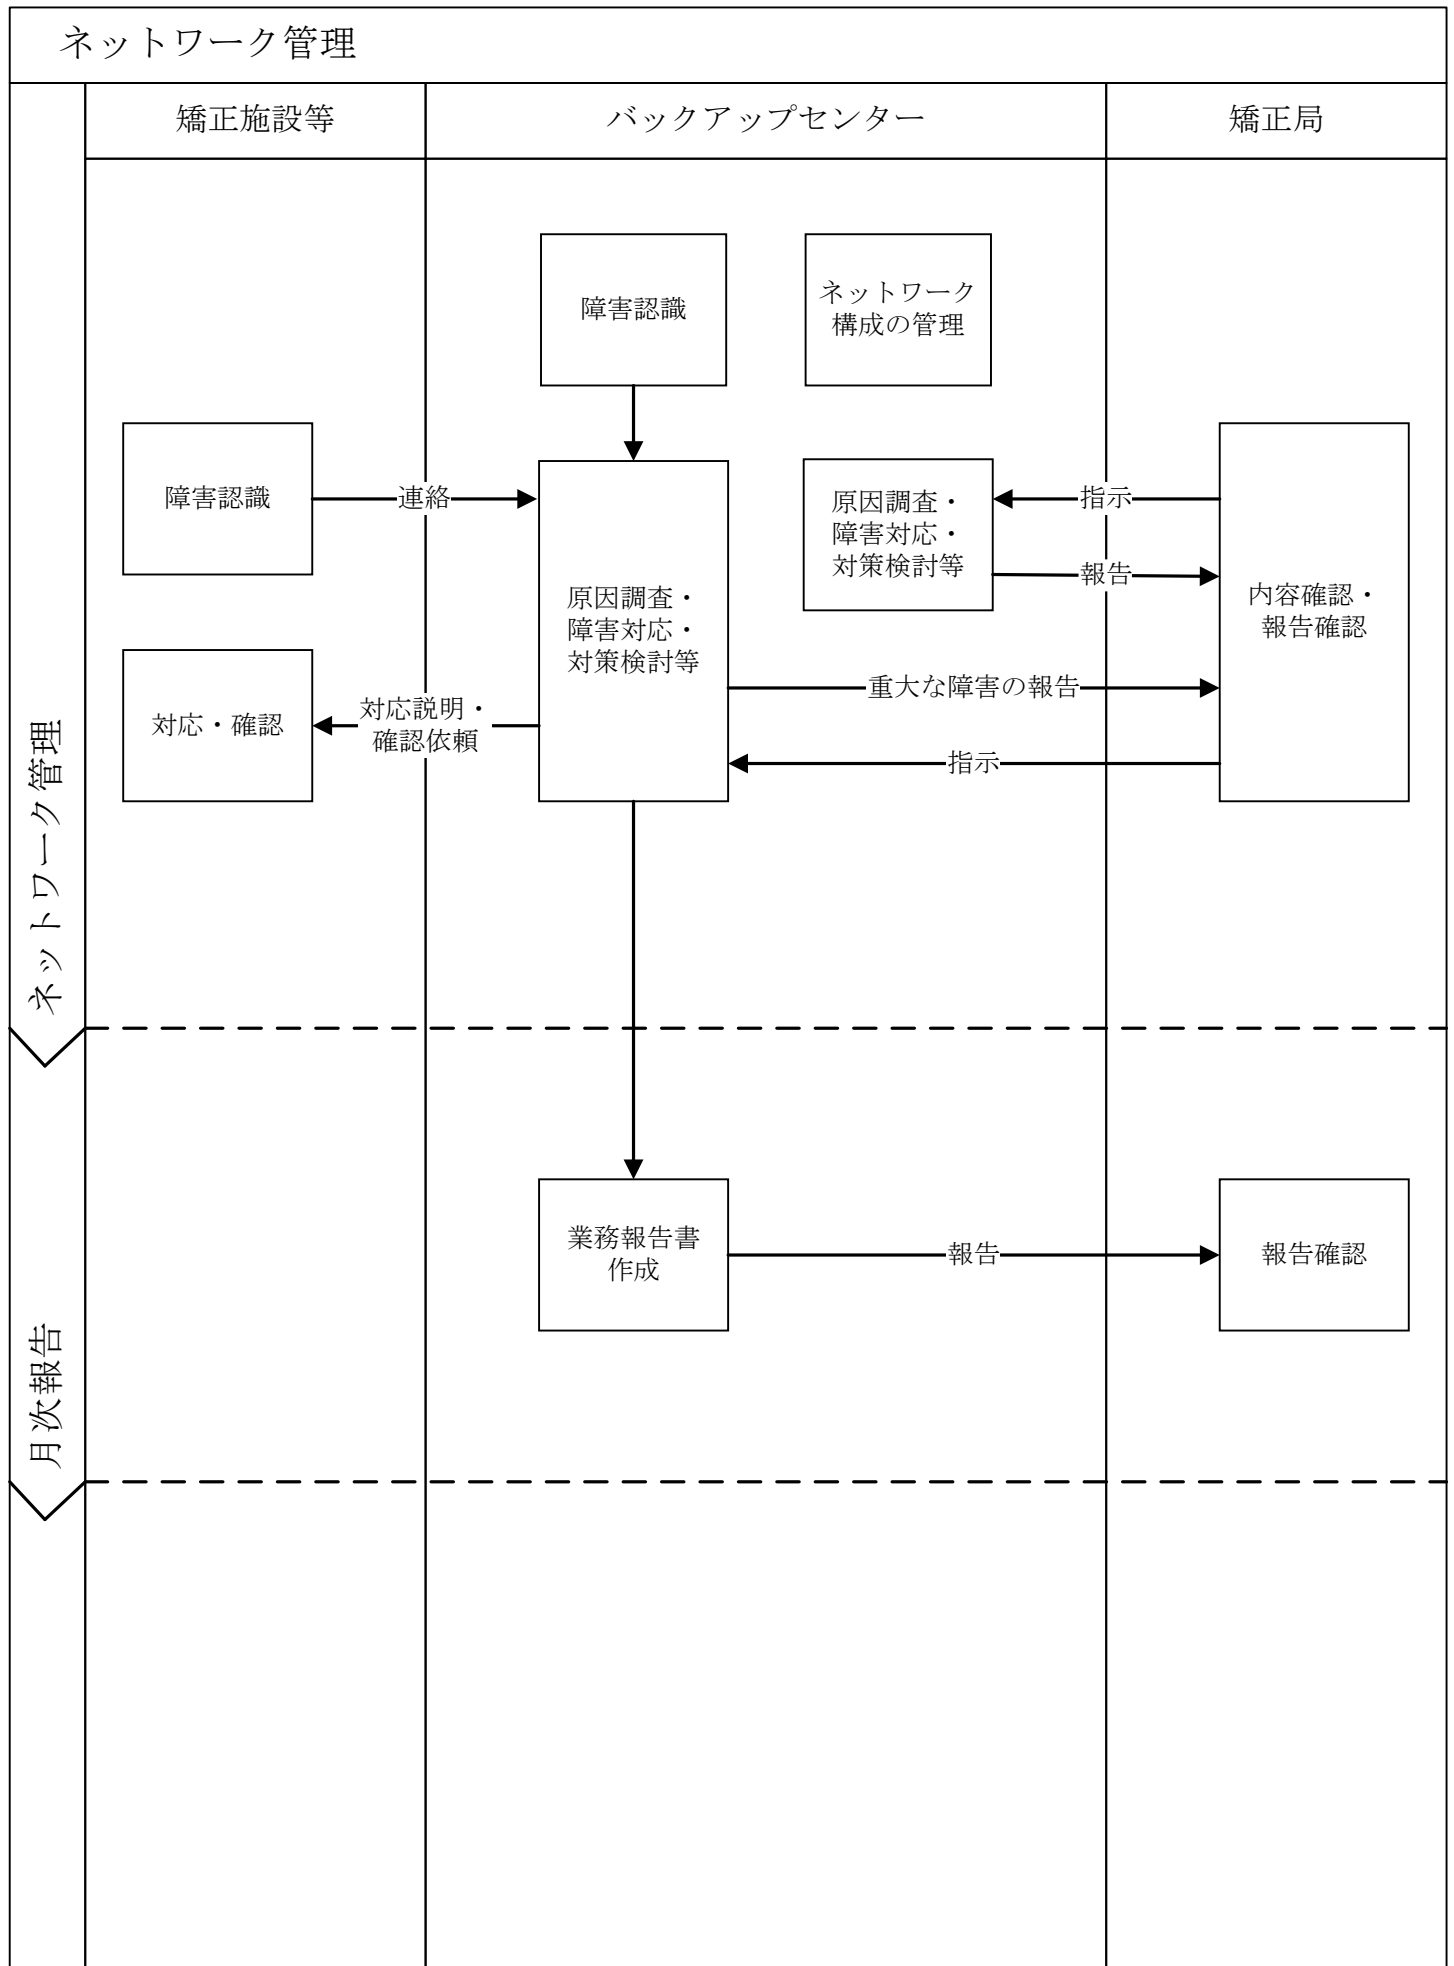 ネットワーク管理
矯正施設等
バックアップセンター
矯正局
ネットワーク管理
障害認識
ネットワーク
構成の管理
障害認識
連絡
原因調査・
障害対応・
対策検討等
原因調査・
障害対応・
対策検討等
指示
報告
内容確認・
報告確認
重大な障害の報告
対応・確認
対応説明・
確認依頼
指示
月次報告
業務報告書
作成
報告
報告確認